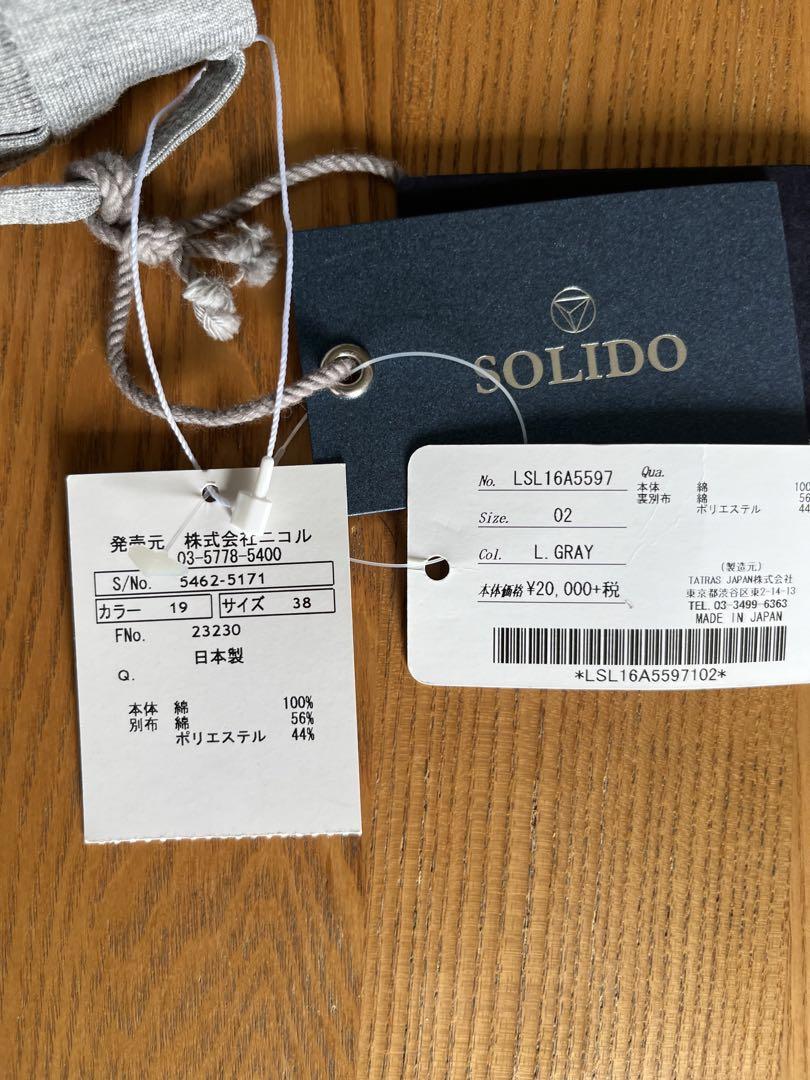 SOLIDO
No. LSL16A5597
Size. 02
Col. L.GRAY
本体価格 ¥20,000+税
Qua.
本体 綿 100
裏別布 綿 56
ポリエステル 44
(製造元)
TATRAS JAPAN株式会社
東京都渋谷区東2-14-13
TEL.03-3499-6363
MADE IN JAPAN
*LSL16A5597102*
発売元 株式会社ニコル
03-5778-5400
S/No. 5462-5171
カラー 19 サイズ 38
FNo. 23230
日本製
Q.
本体 綿 100%
別布 綿 56%
ポリエステル 44%